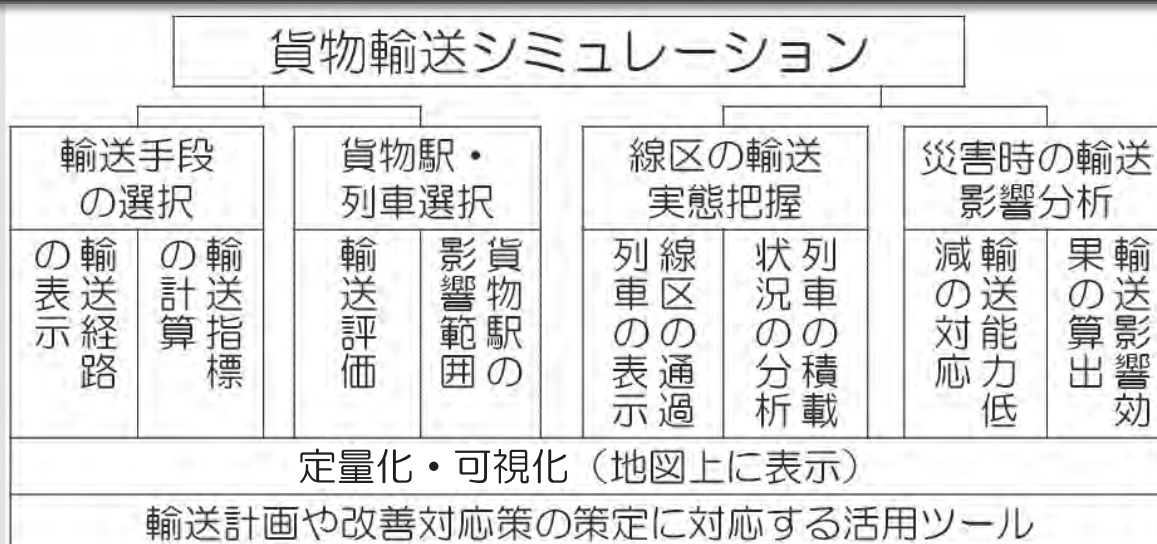 貨物輸送シミュレーション
輸送手段
の選択
貨物駅・
列車選択
線区の輸送
実態把握
災害時の輸送
影響分析
輸送経路
の表示
輸送指標
の計算
輸送評価
貨物駅の
影響範囲
線区の通過
列車の表示
列車の積載
状況の分析
輸送能力低
減の対応
輸送影響効
果の算出
定量化・可視化（地図上に表示）
輸送計画や改善対応策の策定に対応する活用ツール